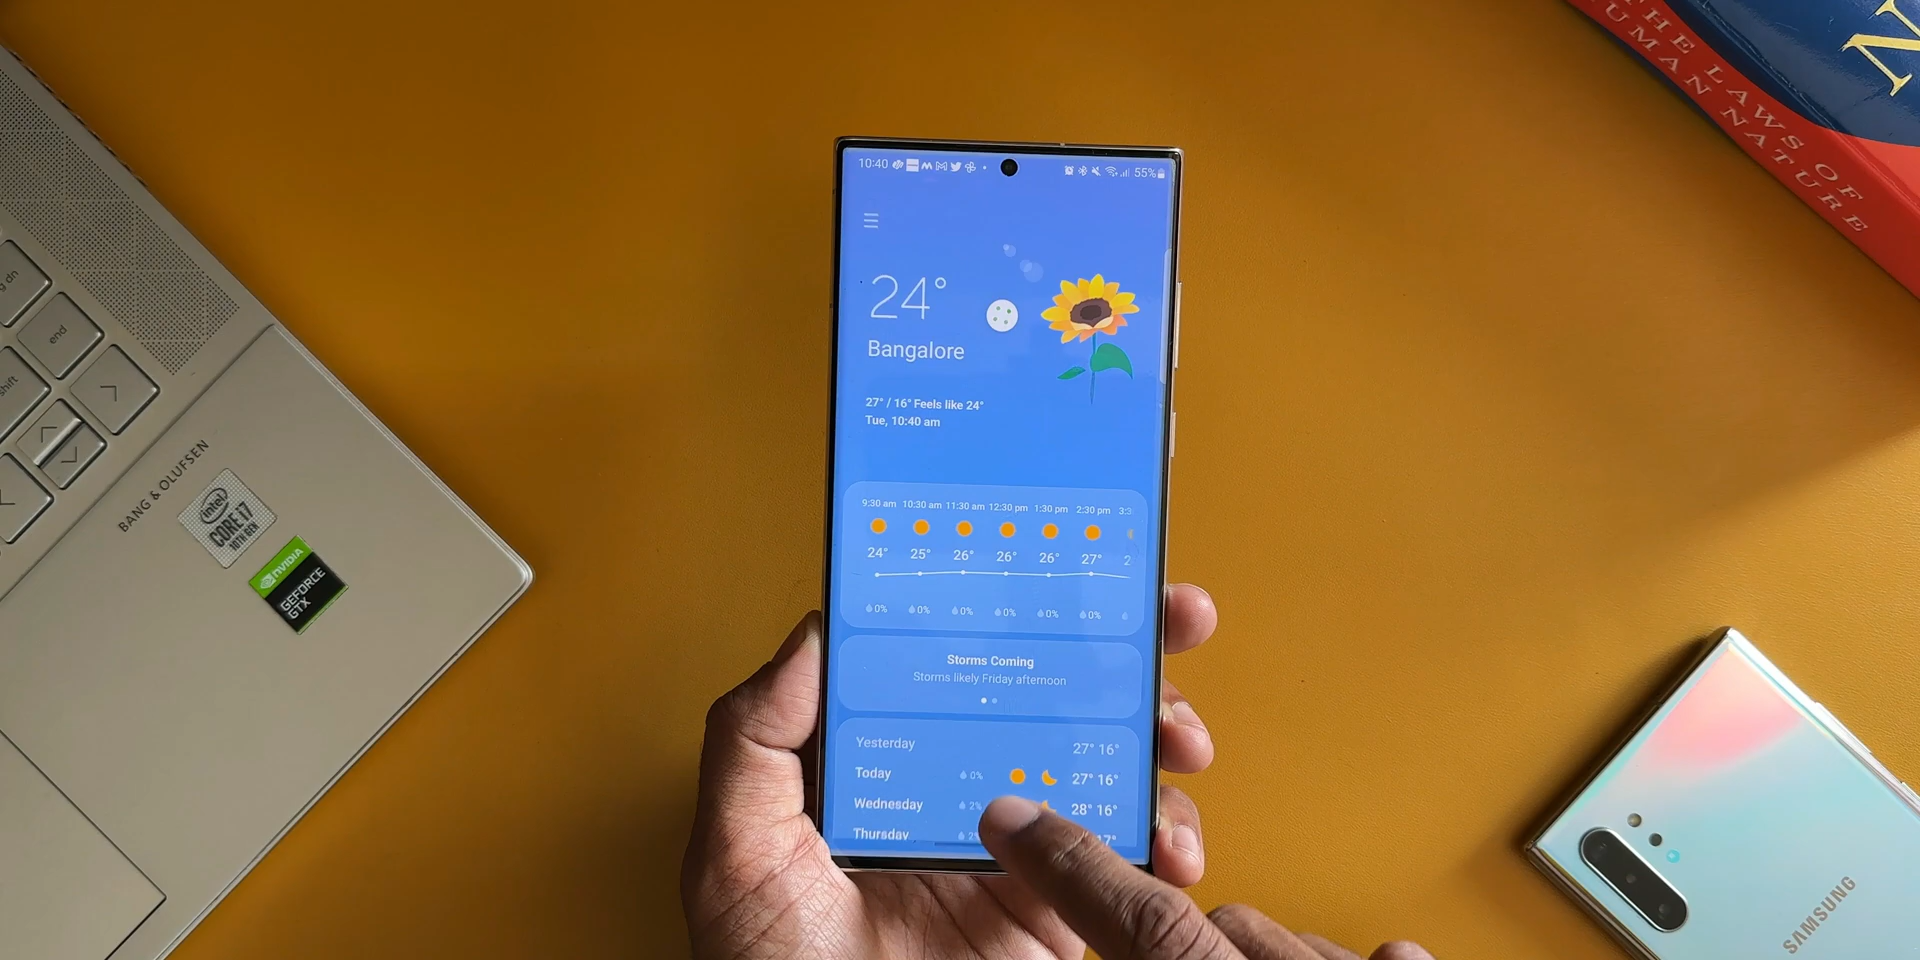 10:40
55%
24°
Bangalore
27° / 16° Feels like 24°
Tue, 10:40 am
9:30 am 10:30 am 11:30 am 12:30 pm 1:30 pm 2:30 pm
24° 25° 26° 26° 26° 27°
0% 0% 0% 0% 0% 0%
Storms Coming
Storms likely Friday afternoon
Yesterday 27° 16°
Today 0% 27° 16°
Wednesday 2% 28° 16°
Thursday
end
shift
BANG & OLUFSEN
intel
CORE i7
10TH GEN
NVIDIA
GEFORCE
GTX
THE LAWS OF
HUMAN NATURE
SAMSUNG